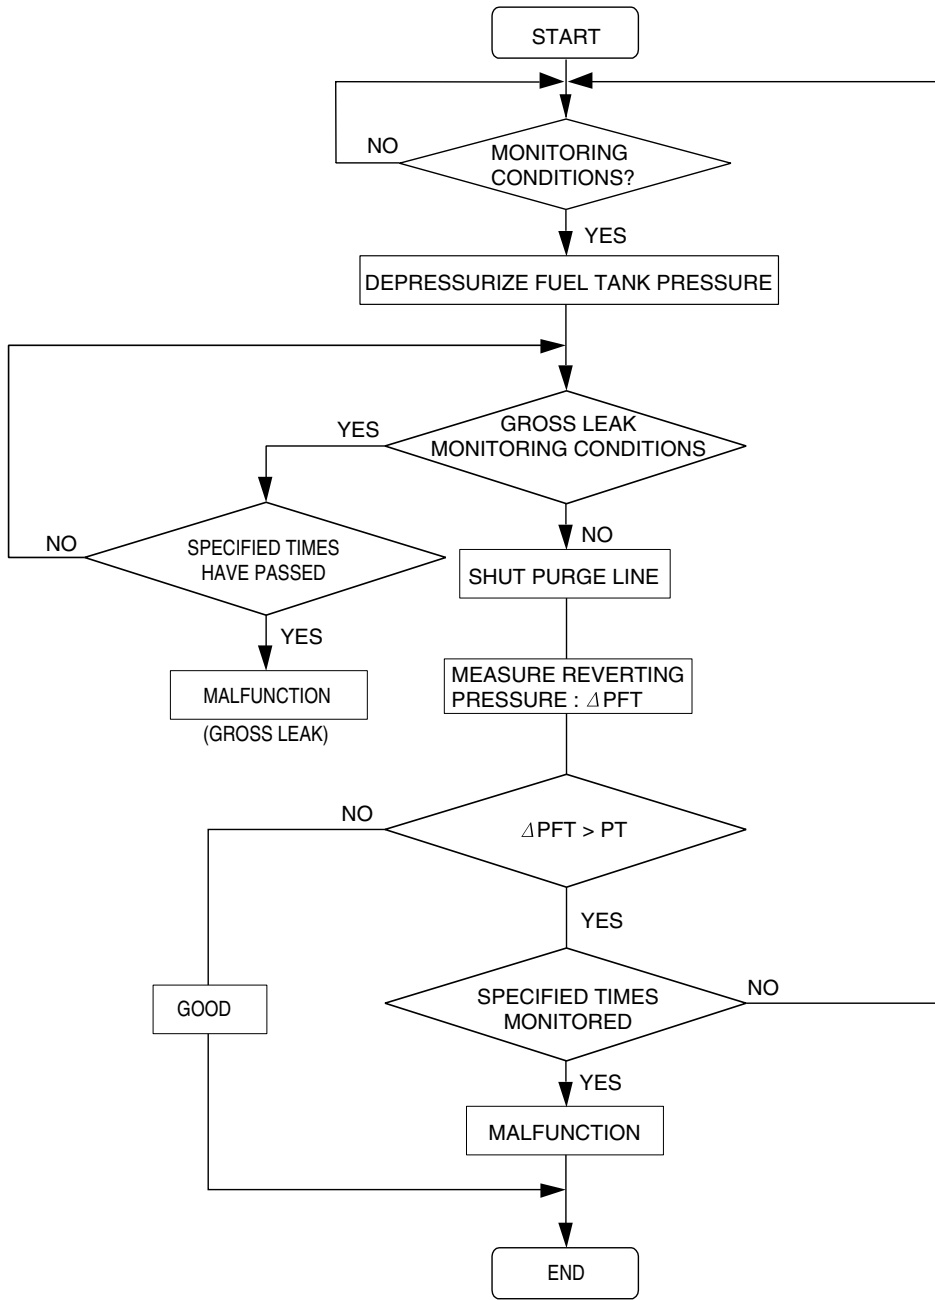 START
NO
MONITORING
CONDITIONS?
YES
DEPRESSURIZE FUEL TANK PRESSURE
YES
GROSS LEAK
MONITORING CONDITIONS
NO
SPECIFIED TIMES
HAVE PASSED
NO
SHUT PURGE LINE
YES
MALFUNCTION
(GROSS LEAK)
MEASURE REVERTING
PRESSURE : ΔPFT
NO
ΔPFT > PT
YES
GOOD
SPECIFIED TIMES
MONITORED
NO
YES
MALFUNCTION
END